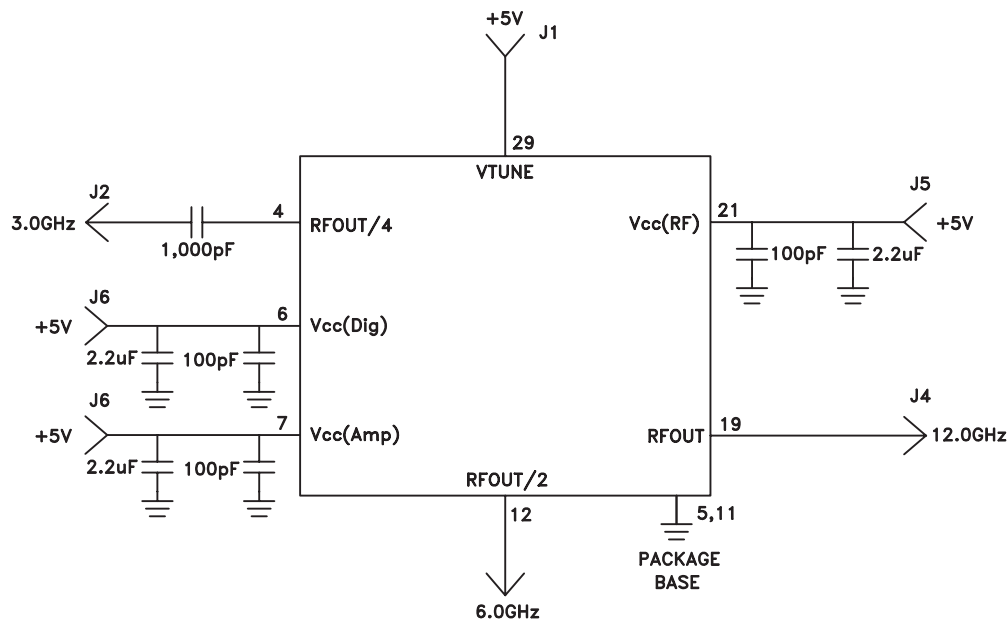 +5V
J1
29
VTUNE
J2
3.0GHz
4
RFOUT/4
1,000pF
Vcc(RF)
21
J5
+5V
100pF
2.2uF
J6
+5V
6
Vcc(Dig)
2.2uF
100pF
J6
+5V
7
Vcc(Amp)
2.2uF
100pF
RFOUT
19
J4
12.0GHz
RFOUT/2
12
5,11
PACKAGE
BASE
6.0GHz